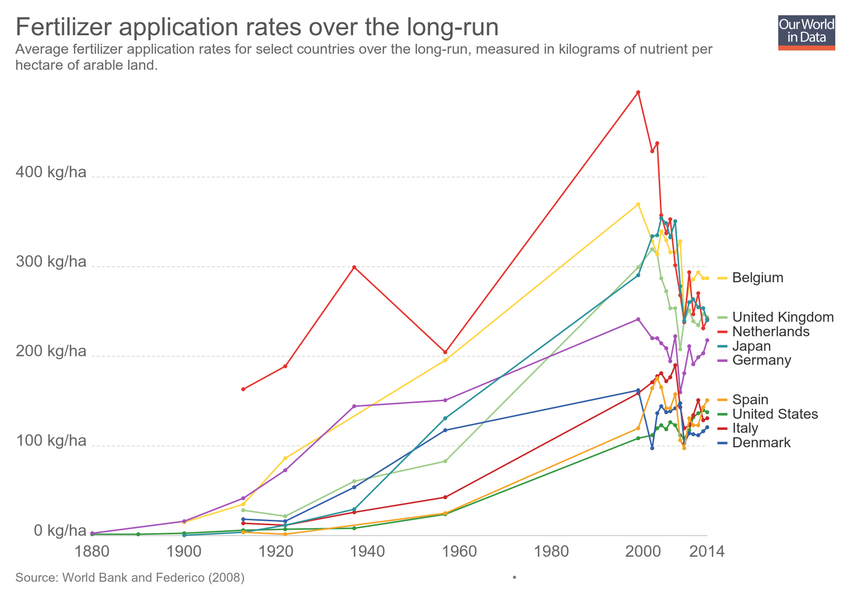 Fertilizer application rates over the long-run
Our World
in Data
Average fertilizer application rates for select countries over the long-run, measured in kilograms of nutrient per
hectare of arable land.
400 kg/ha
300 kg/ha
200 kg/ha
100 kg/ha
0 kg/ha
1880
1900
1920
1940
1960
1980
2000
2014
Belgium
United Kingdom
Netherlands
Japan
Germany
Spain
United States
Italy
Denmark
Source: World Bank and Federico (2008)